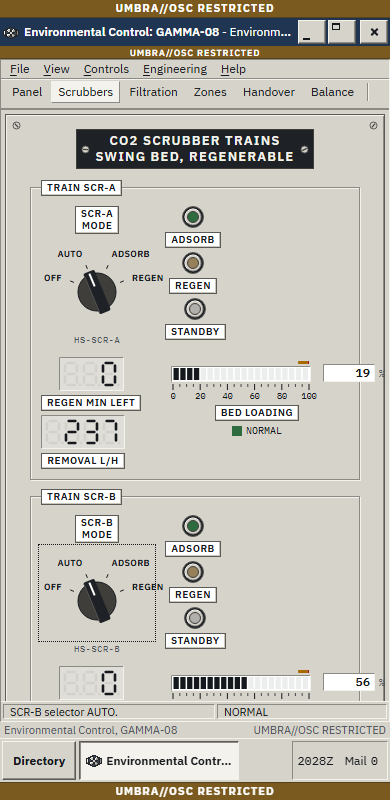 UMBRA//OSC RESTRICTED
Environmental Control: GAMMA-08 - Environm...
UMBRA//OSC RESTRICTED
File View Controls Engineering Help
Panel Scrubbers Filtration Zones Handover Balance
CO2 SCRUBBER TRAINS
SWING BED, REGENERABLE
TRAIN SCR-A
SCR-A
MODE
AUTO ADSORB
OFF REGEN
HS-SCR-A
ADSORB
REGEN
STANDBY
0
REGEN MIN LEFT
237
REMOVAL L/H
19 %
0 20 40 60 80 100
BED LOADING
NORMAL
TRAIN SCR-B
SCR-B
MODE
AUTO ADSORB
OFF REGEN
HS-SCR-B
ADSORB
REGEN
STANDBY
0
56 %
SCR-B selector AUTO. NORMAL
Environmental Control, GAMMA-08 UMBRA//OSC RESTRICTED
Directory Environmental Contr... 2028Z Mail 0
UMBRA//OSC RESTRICTED